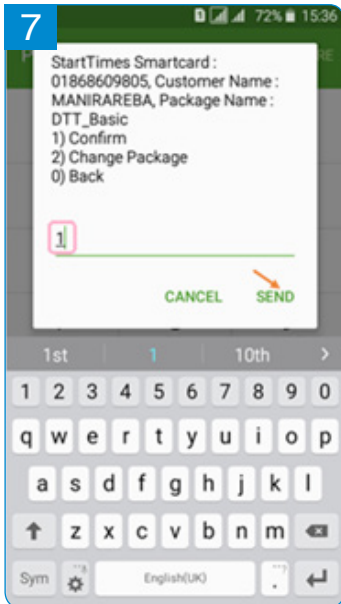 7
72% 15:36
StartTimes Smartcard :
01868609805, Customer Name :
MANIRAREBA, Package Name :
DTT_Basic
1) Confirm
2) Change Package
0) Back
1
CANCEL SEND
1st 1 10th >
1 2 3 4 5 6 7 8 9 0
q w e r t y u i o p
a s d f g h j k l
z x c v b n m
Sym English(UK) .